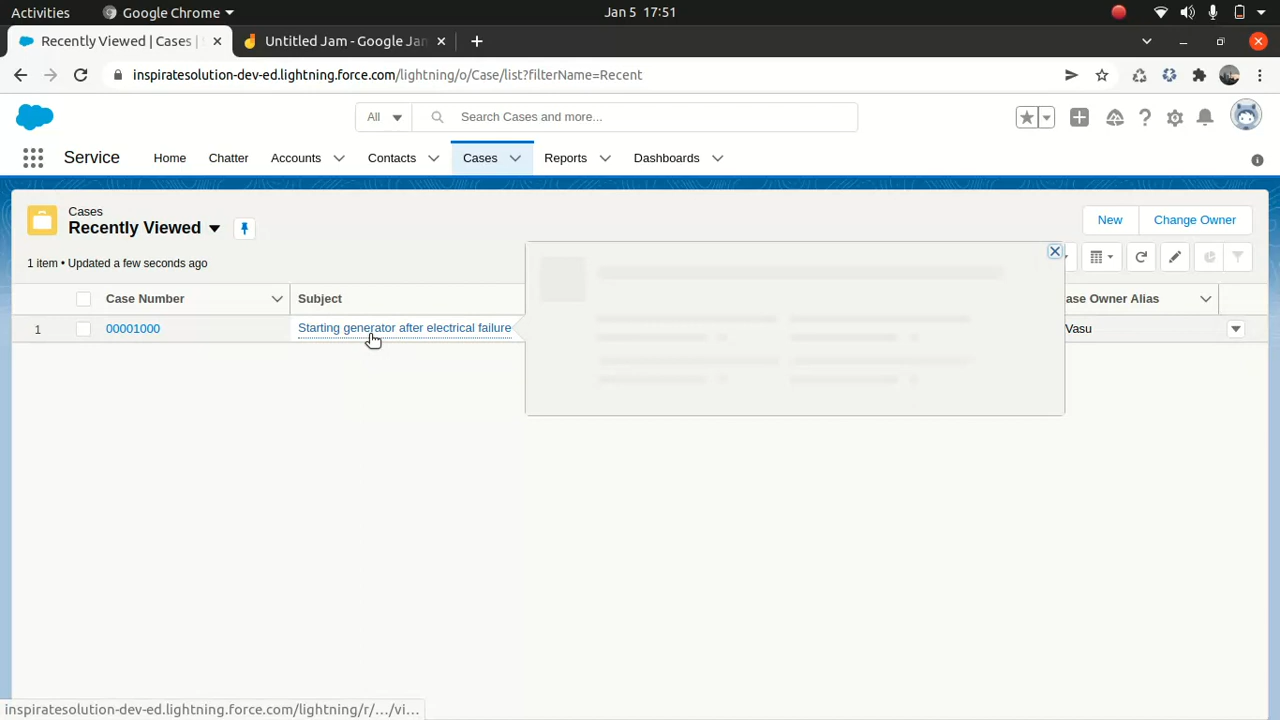 Activities Google Chrome Jan 5 17:51
Recently Viewed | Cases | Untitled Jam - Google Jam
inspiratesolution-dev-ed.lightning.force.com/lightning/o/Case/list?filterName=Recent
All Search Cases and more...
Service Home Chatter Accounts Contacts Cases Reports Dashboards
Cases
Recently Viewed
New Change Owner
1 item • Updated a few seconds ago
Case Number Subject ase Owner Alias
1 00001000 Starting generator after electrical failure Vasu
inspiratesolution-dev-ed.lightning.force.com/lightning/r/.../vi...